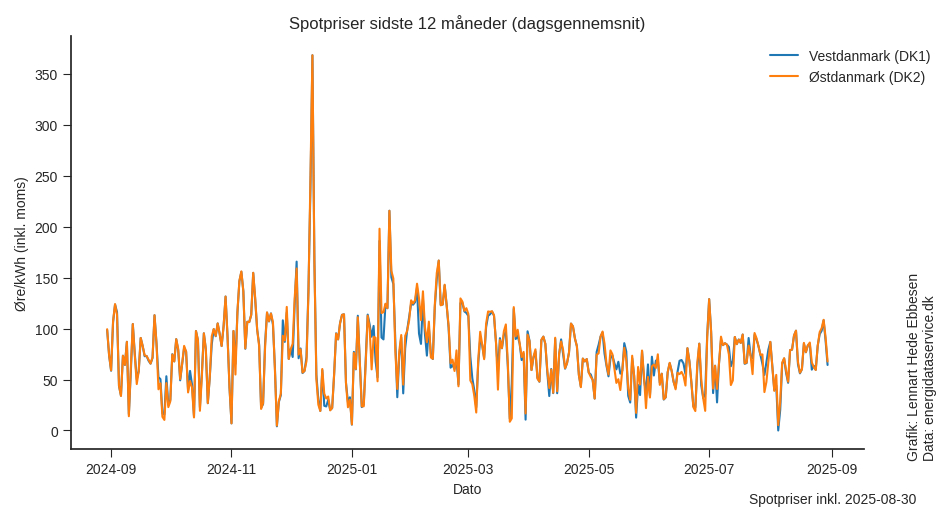 Spotpriser sidste 12 måneder (dagsgennemsnit)
Vestdanmark (DK1)
Østdanmark (DK2)
Øre/kWh (inkl. moms)
350
300
250
200
150
100
50
0
2024-09
2024-11
2025-01
2025-03
2025-05
2025-07
2025-09
Dato
Grafik: Lennart Hede Ebbesen
Data: energidataservice.dk
Spotpriser inkl. 2025-08-30